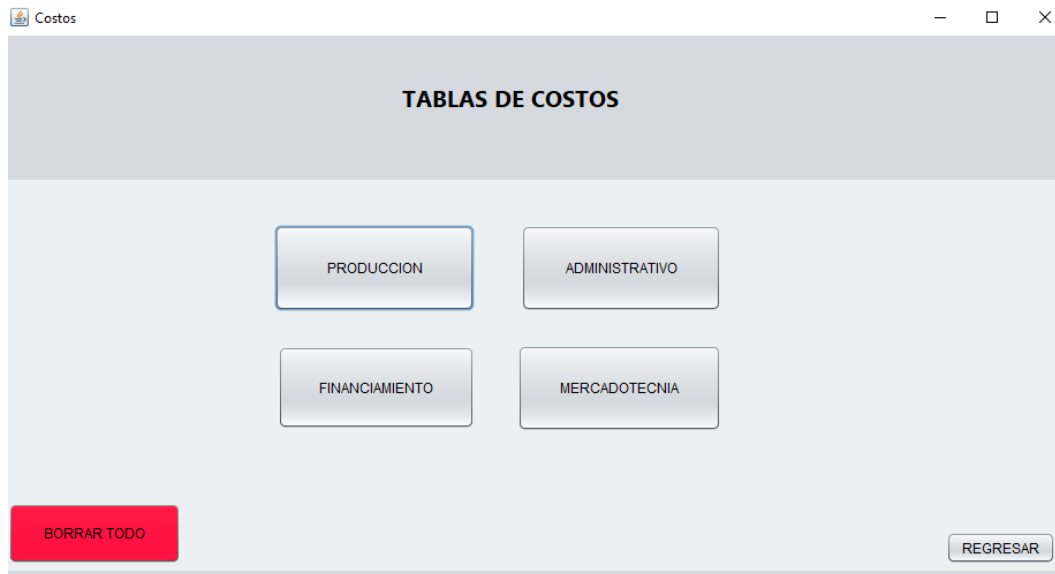 Costos
TABLAS DE COSTOS
PRODUCCION
ADMINISTRATIVO
FINANCIAMIENTO
MERCADOTECNIA
BORRAR TODO
REGRESAR